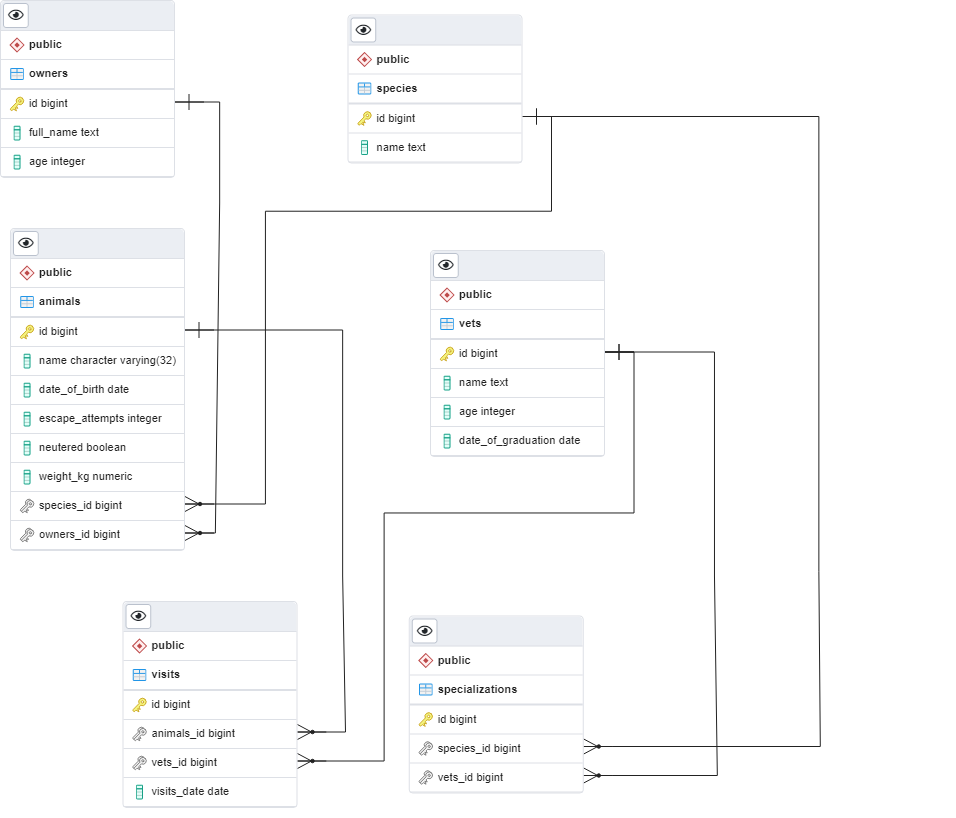 public
owners
id bigint
full_name text
age integer
public
species
id bigint
name text
public
animals
id bigint
name character varying(32)
date_of_birth date
escape_attempts integer
neutered boolean
weight_kg numeric
species_id bigint
owners_id bigint
public
vets
id bigint
name text
age integer
date_of_graduation date
public
visits
id bigint
animals_id bigint
vets_id bigint
visits_date date
public
specializations
id bigint
species_id bigint
vets_id bigint